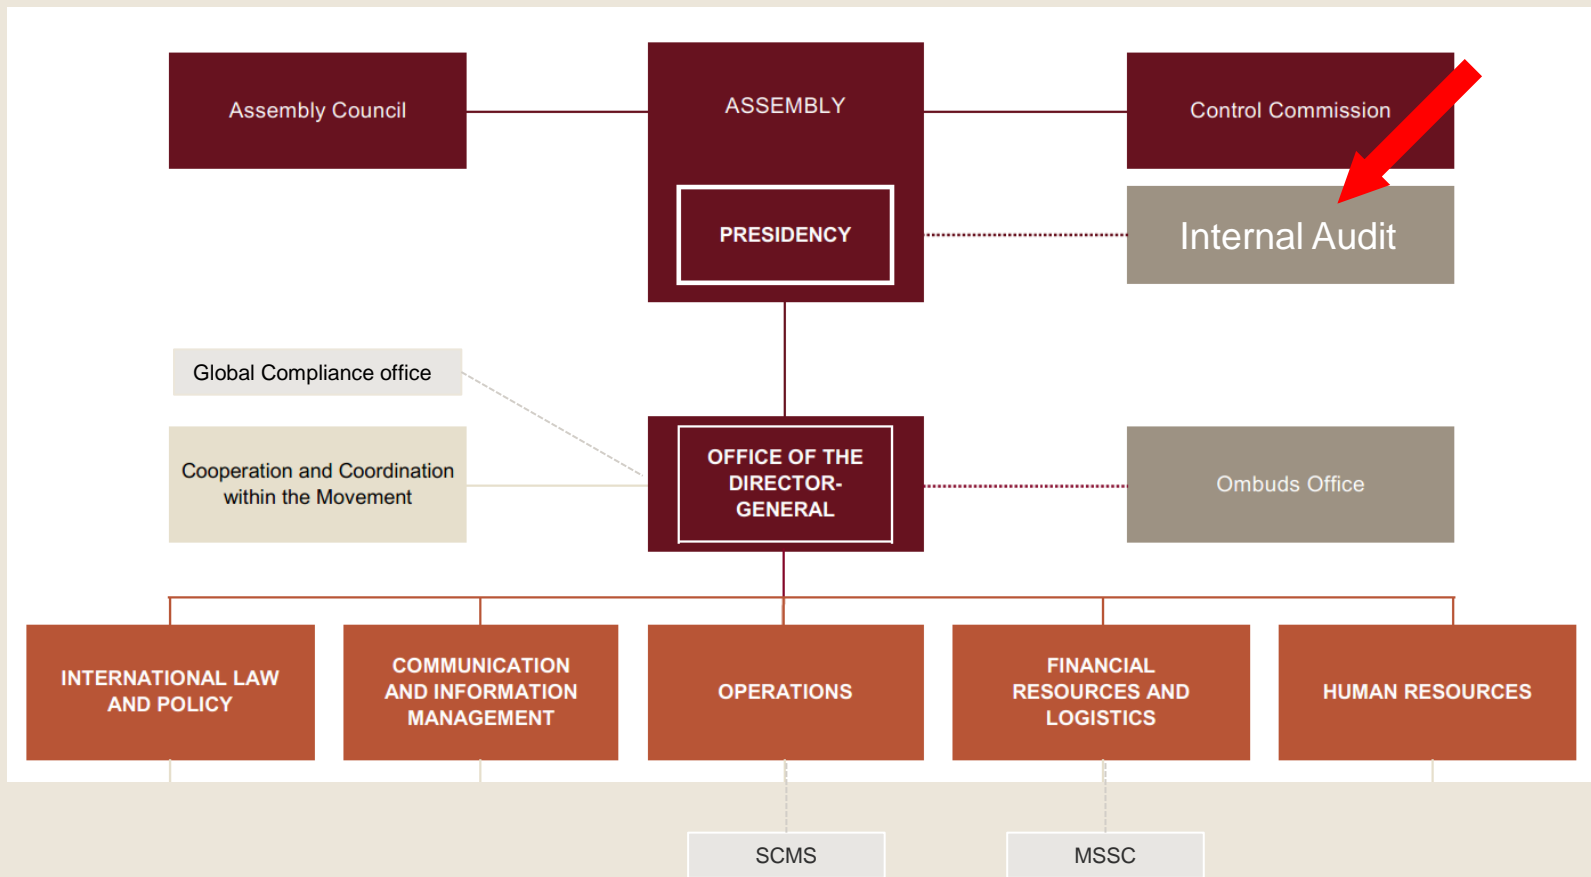 Assembly Council
ASSEMBLY
Control Commission
PRESIDENCY
Internal Audit
Global Compliance office
Cooperation and Coordination
within the Movement
OFFICE OF THE
DIRECTOR-
GENERAL
Ombuds Office
INTERNATIONAL LAW
AND POLICY
COMMUNICATION
AND INFORMATION
MANAGEMENT
OPERATIONS
FINANCIAL
RESOURCES AND
LOGISTICS
HUMAN RESOURCES
SCMS
MSSC